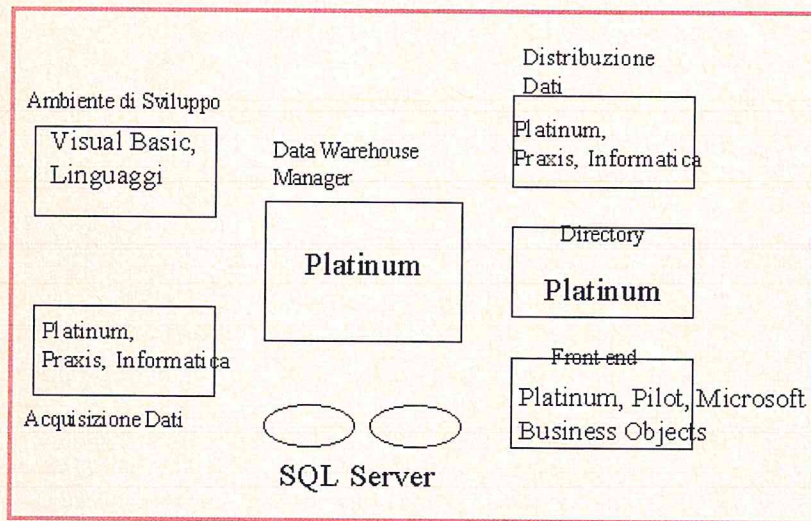 Ambiente di Sviluppo
Visual Basic,
Linguaggi
Platinum,
Praxis, Informatica
Acquisizione Dati
Data Warehouse
Manager
Platinum
SQL Server
Distribuzione
Dati
Platinum,
Praxis, Informatica
Directory
Platinum
Front end
Platinum, Pilot, Microsoft
Business Objects